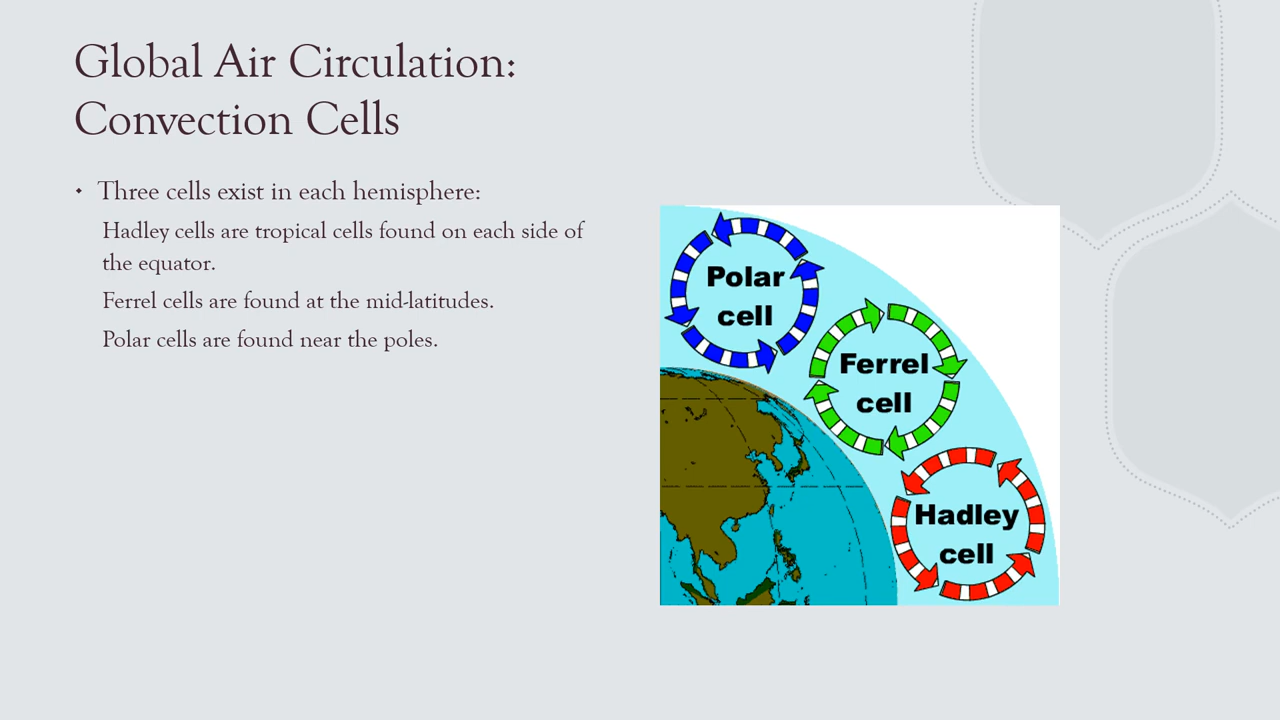 Global Air Circulation:
Convection Cells
• Three cells exist in each hemisphere:
Hadley cells are tropical cells found on each side of
the equator.
Ferrel cells are found at the mid-latitudes.
Polar cells are found near the poles.
Polar
cell
Ferrel
cell
Hadley
cell